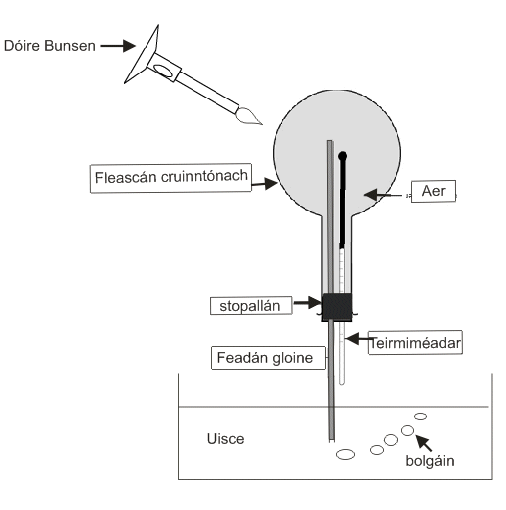 Dóire Bunsen
Fleascán cruinntónach
Aer
stopallán
Teirmiméadar
Feadán gloine
Uisce
bolgáin